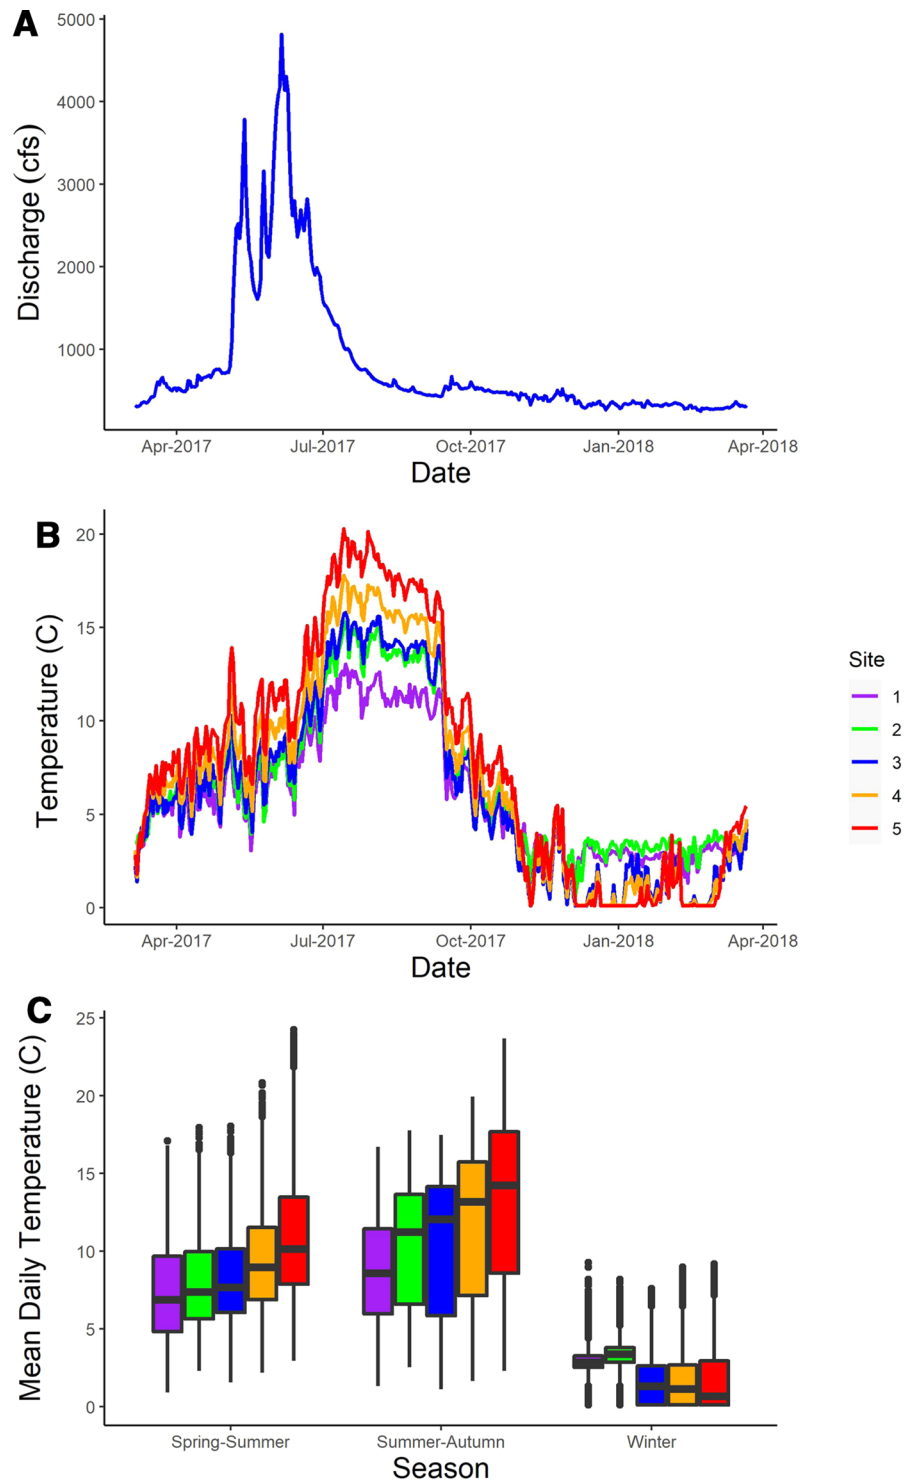 A
5000
4000
3000
2000
1000
Discharge (cfs)
Apr-2017 Jul-2017 Oct-2017 Jan-2018 Apr-2018
Date
B
20
15
10
5
0
Temperature (C)
Apr-2017 Jul-2017 Oct-2017 Jan-2018 Apr-2018
Date
Site
1
2
3
4
5
C
25
20
15
10
5
0
Mean Daily Temperature (C)
Spring-Summer Summer-Autumn Winter
Season